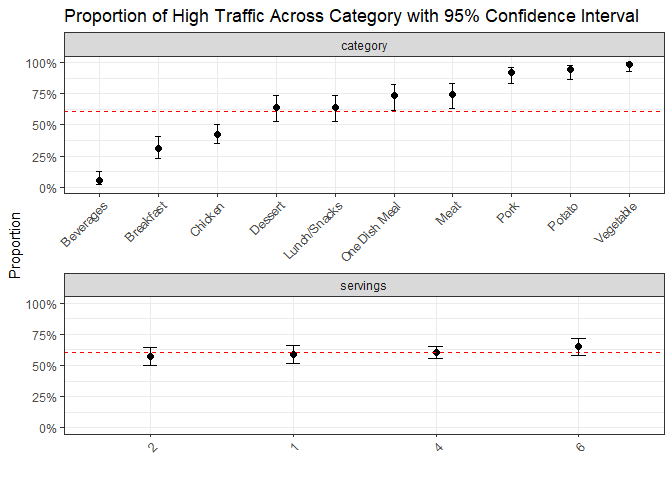 Proportion of High Traffic Across Category with 95% Confidence Interval
category
100%
75%
50%
25%
0%
Beverages
Breakfast
Chicken
Dessert
Lunch/Snacks
One Dish Meal
Meat
Pork
Potato
Vegetable
Proportion
servings
100%
75%
50%
25%
0%
2
1
4
6